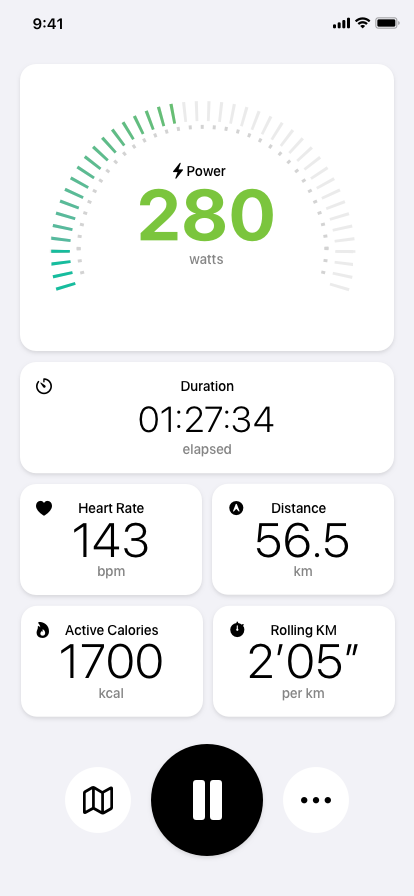 9:41
Power
280
watts
Duration
01:27:34
elapsed
Heart Rate
143
bpm
Distance
56.5
km
Active Calories
1700
kcal
Rolling KM
2’05”
per km